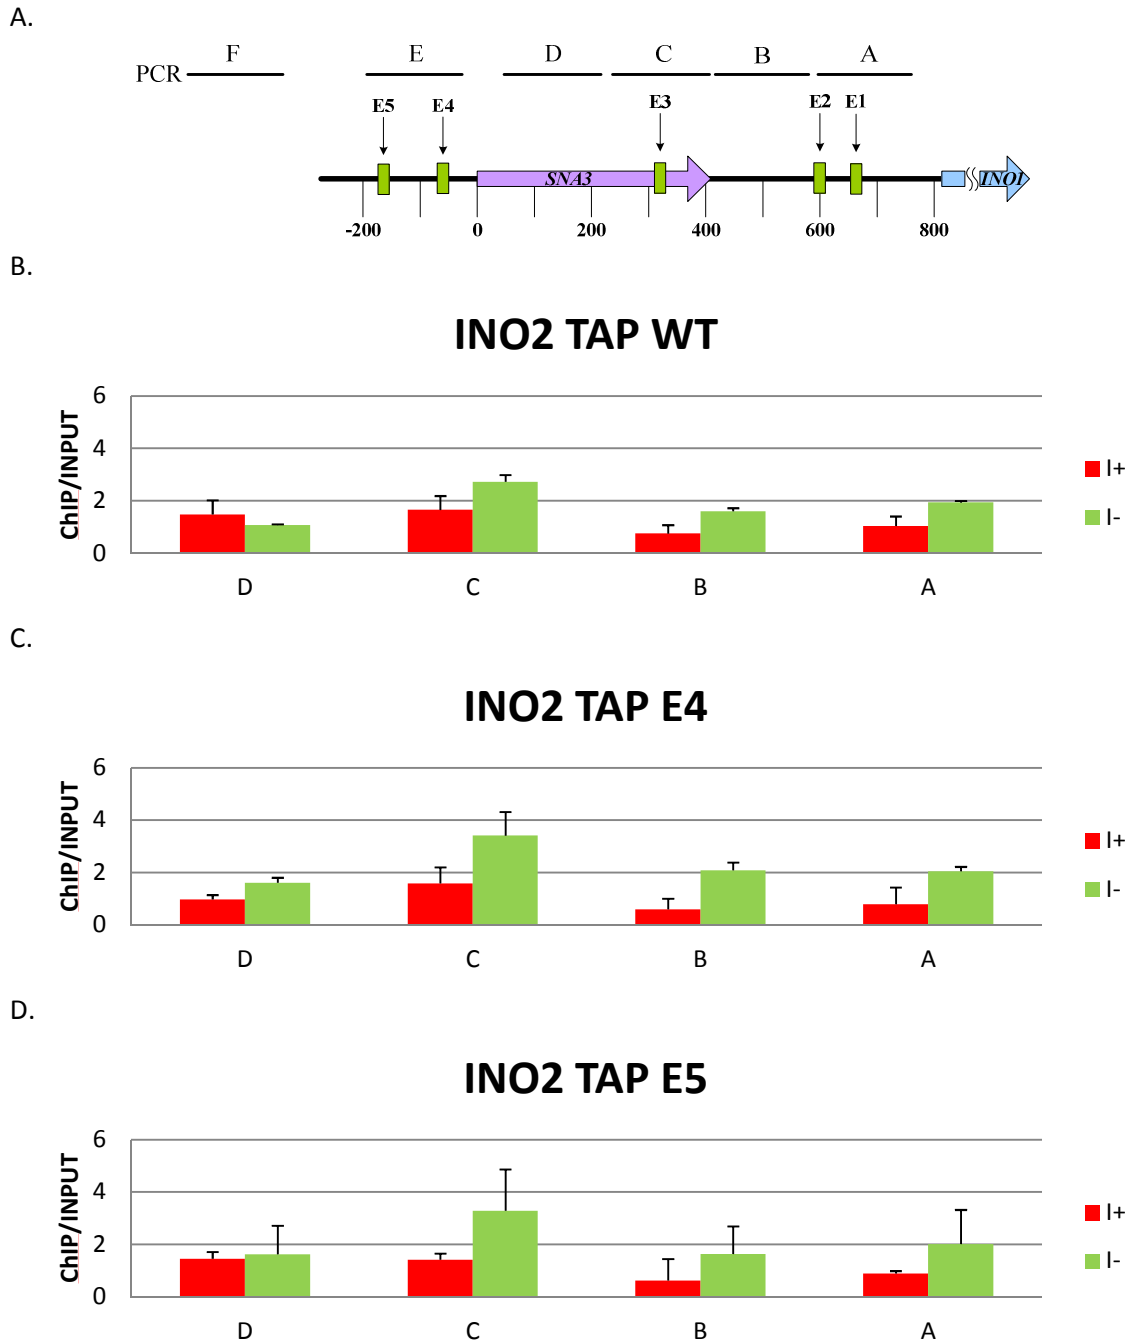 A.
PCR F E D C B A
E5 E4 E3 E2 E1
SNA3 INO1
-200 0 200 400 600 800
B.
INO2 TAP WT
ChIP/INPUT
6
4
2
0
D C B A
I+
I-
C.
INO2 TAP E4
ChIP/INPUT
6
4
2
0
D C B A
I+
I-
D.
INO2 TAP E5
ChIP/INPUT
6
4
2
0
D C B A
I+
I-